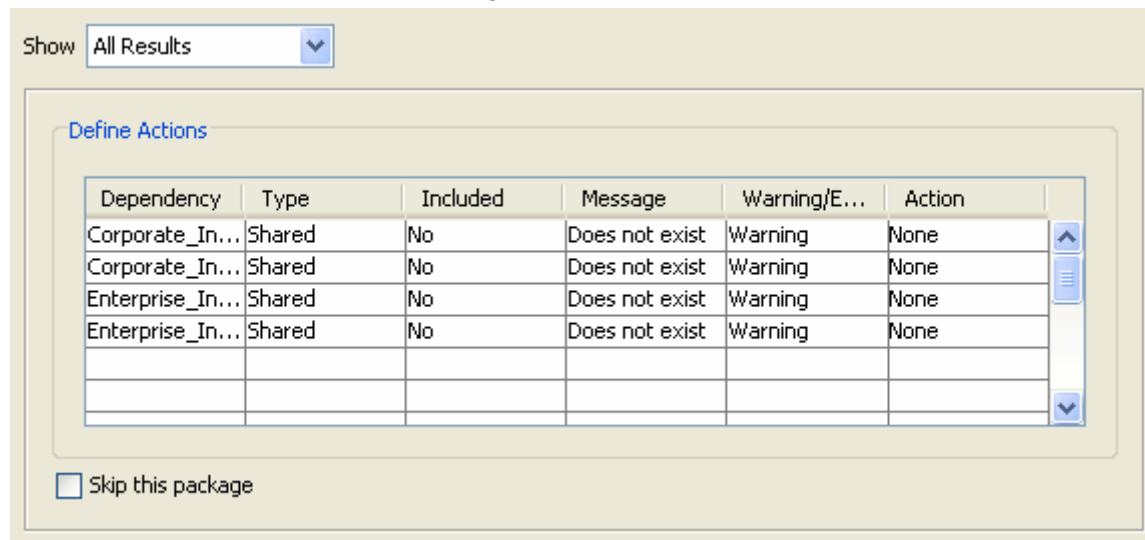 Show All Results
Define Actions
Dependency Type Included Message Warning/E... Action
Corporate_In... Shared No Does not exist Warning None
Corporate_In... Shared No Does not exist Warning None
Enterprise_In... Shared No Does not exist Warning None
Enterprise_In... Shared No Does not exist Warning None
Skip this package